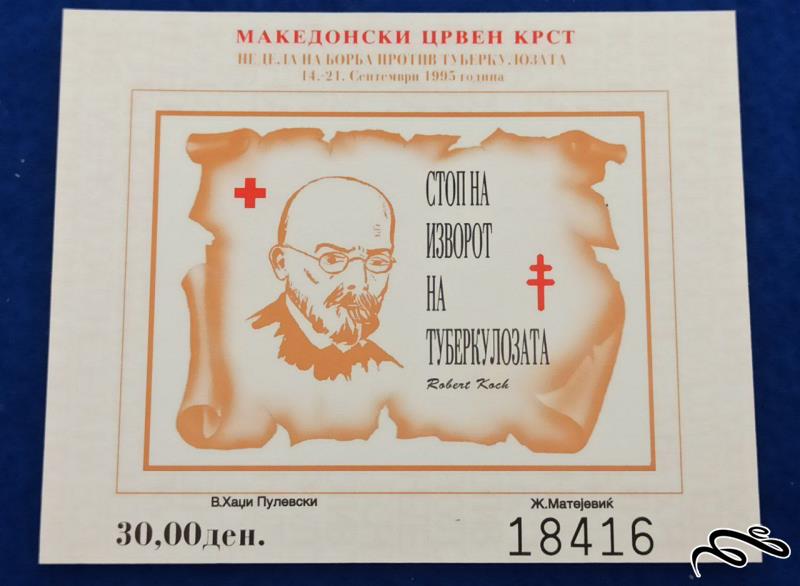 МАКЕДОНСКИ ЦРВЕН КРСТ
НЕДЕЛА НА БОРБА ПРОТИВ ТУБЕРКУЛОЗАТА
14.-21. Септември 1995 година
СТОП НА
ИЗВОРОТ
НА
ТУБЕРКУЛОЗАТА
Robert Koch
В.Хаџи Пулевски
Ж.Матејевиќ
30,00ден.
18416